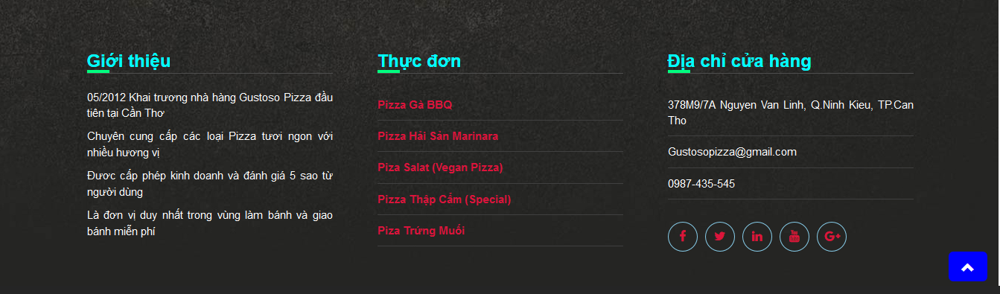 Giới thiệu
05/2012 Khai trương nhà hàng Gustoso Pizza đầu
tiên tại Cần Thơ
Chuyên cung cấp các loại Pizza tươi ngon với
nhiều hương vị
Được cấp phép kinh doanh và đánh giá 5 sao từ
người dùng
Là đơn vị duy nhất trong vùng làm bánh và giao
bánh miễn phí
Thực đơn
Pizza Gà BBQ
Pizza Hải Sản Marinara
Piza Salat (Vegan Pizza)
Pizza Thập Cẩm (Special)
Piza Trứng Muối
Địa chỉ cửa hàng
378M9/7A Nguyen Van Linh, Q.Ninh Kieu, TP.Can
Tho
Gustosopizza@gmail.com
0987-435-545